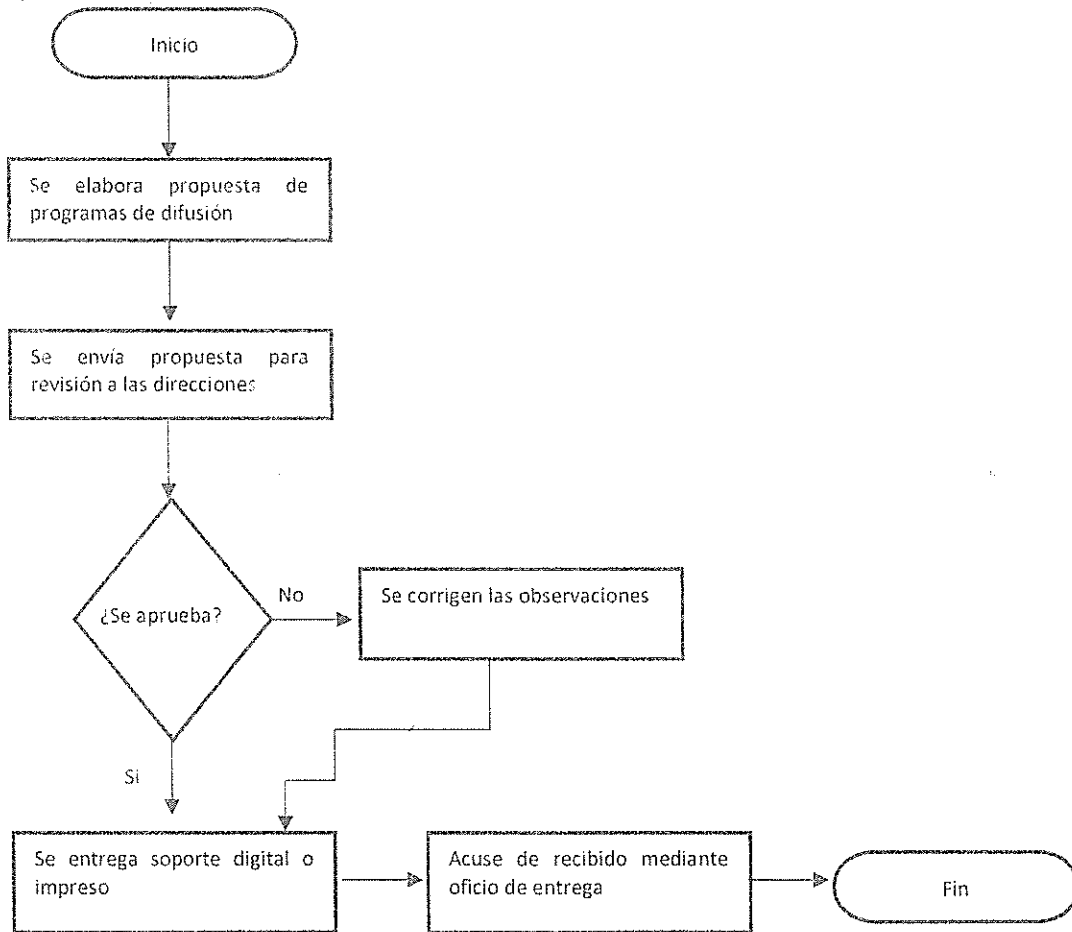 Inicio
Se elabora propuesta de
programas de difusión
Se envía propuesta para
revisión a las direcciones
¿Se aprueba?
No
Se corrigen las observaciones
Si
Se entrega soporte digital o
impreso
Acuse de recibido mediante
oficio de entrega
Fin